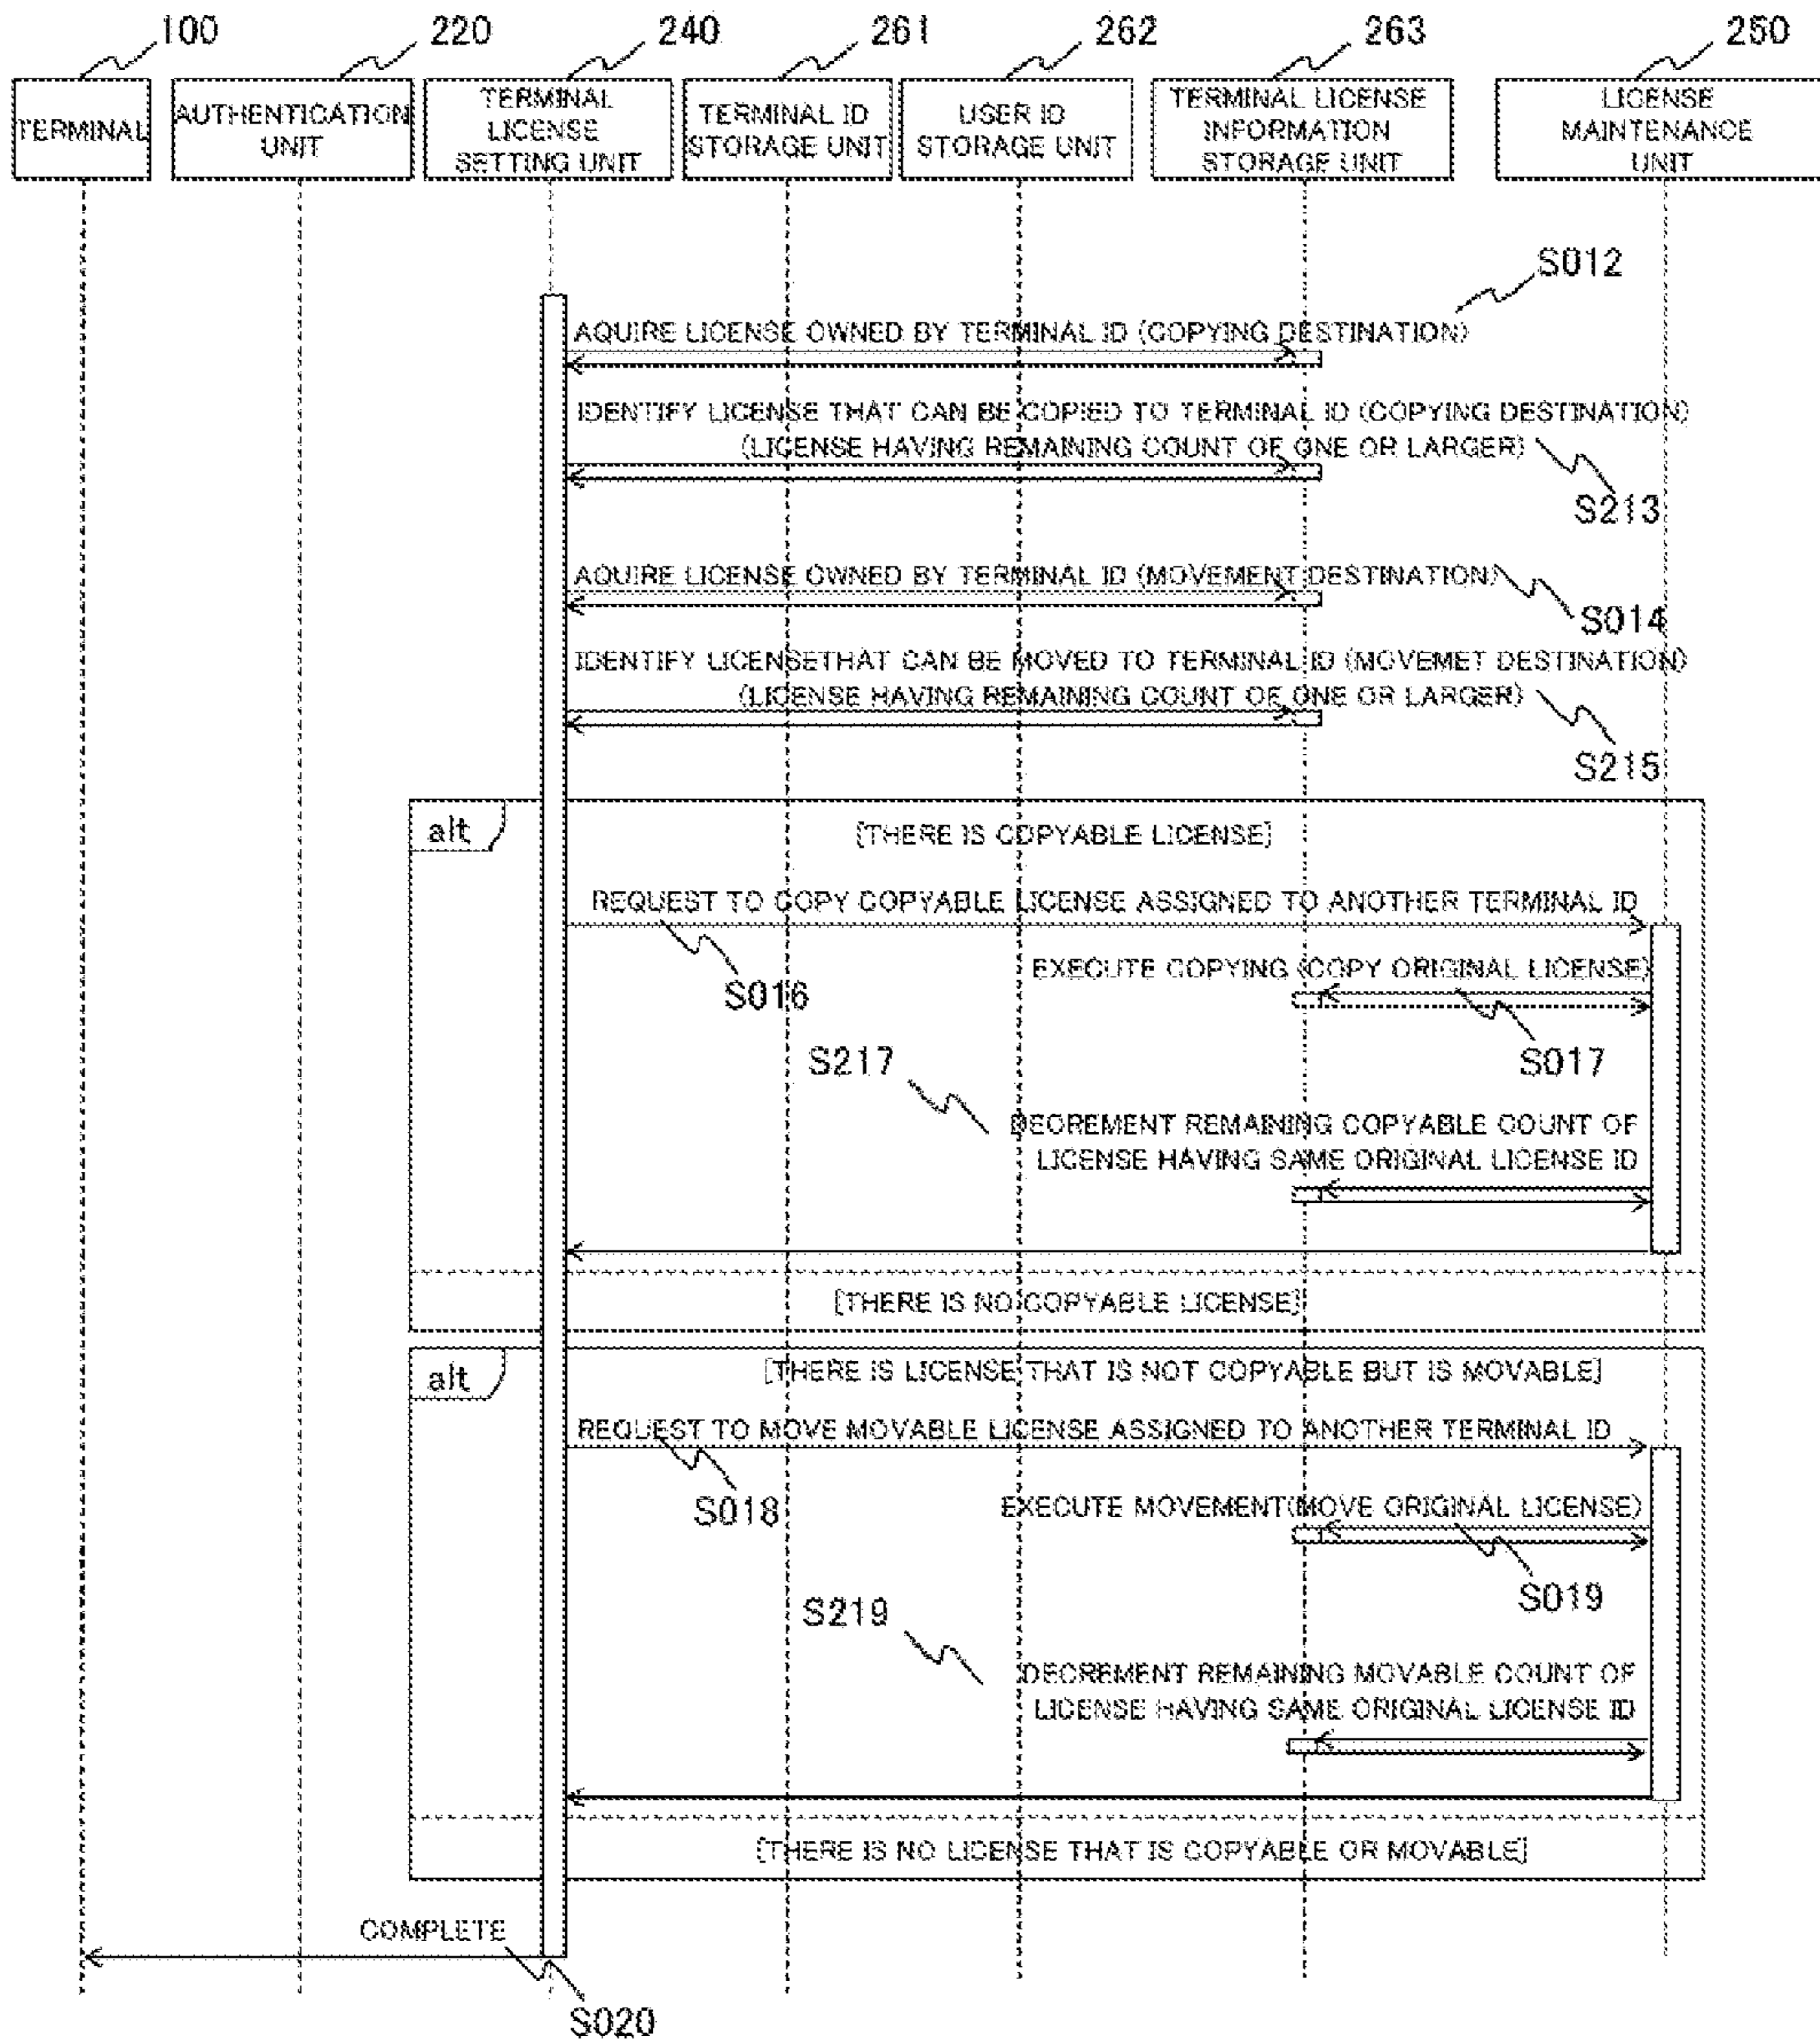 100
220
240
261
262
263
250
TERMINAL
AUTHENTICATION
UNIT
TERMINAL
LICENSE
SETTING UNIT
TERMINAL ID
STORAGE UNIT
USER ID
STORAGE UNIT
TERMINAL LICENSE
INFORMATION
STORAGE UNIT
LICENSE
MAINTENANCE
UNIT
S012
AQUIRE LICENSE OWNED BY TERMINAL ID (COPYING DESTINATION)
IDENTIFY LICENSE THAT CAN BE COPIED TO TERMINAL ID (COPYING DESTINATION)
(LICENSE HAVING REMAINING COUNT OF ONE OR LARGER)
S213
AQUIRE LICENSE OWNED BY TERMINAL ID (MOVEMENT DESTINATION)
S014
IDENTIFY LICENSETHAT CAN BE MOVED TO TERMINAL ID (MOVEMET DESTINATION)
(LICENSE HAVING REMAINING COUNT OF ONE OR LARGER)
S215
alt
[THERE IS COPYABLE LICENSE]
REQUEST TO COPY COPYABLE LICENSE ASSIGNED TO ANOTHER TERMINAL ID
EXECUTE COPYING (COPY ORIGINAL LICENSE)
S016
S217
S017
DECREMENT REMAINING COPYABLE COUNT OF
LICENSE HAVING SAME ORIGINAL LICENSE ID
[THERE IS NO COPYABLE LICENSE]
alt
[THERE IS LICENSE THAT IS NOT COPYABLE BUT IS MOVABLE]
REQUEST TO MOVE MOVABLE LICENSE ASSIGNED TO ANOTHER TERMINAL ID
S018
EXECUTE MOVEMENT(MOVE ORIGINAL LICENSE)
S219
S019
DECREMENT REMAINING MOVABLE COUNT OF
LICENSE HAVING SAME ORIGINAL LICENSE ID
[THERE IS NO LICENSE THAT IS COPYABLE OR MOVABLE]
COMPLETE
S020